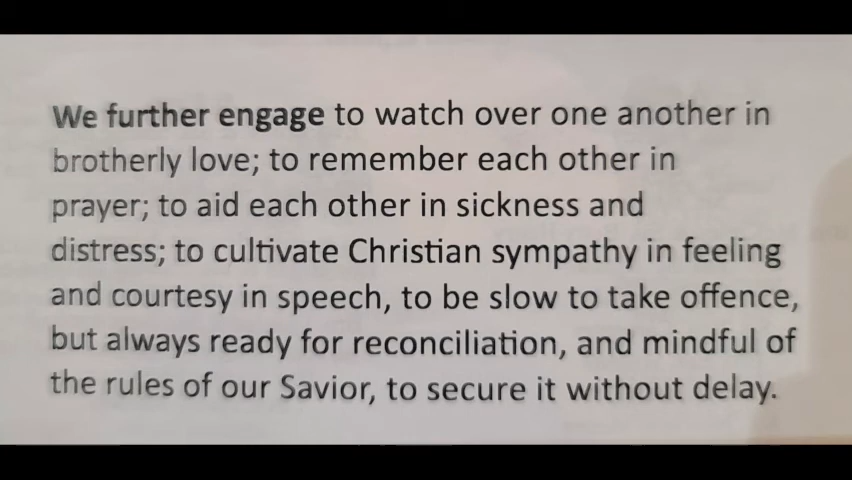 We further engage to watch over one another in
brotherly love; to remember each other in
prayer; to aid each other in sickness and
distress; to cultivate Christian sympathy in feeling
and courtesy in speech, to be slow to take offence,
but always ready for reconciliation, and mindful of
the rules of our Savior, to secure it without delay.